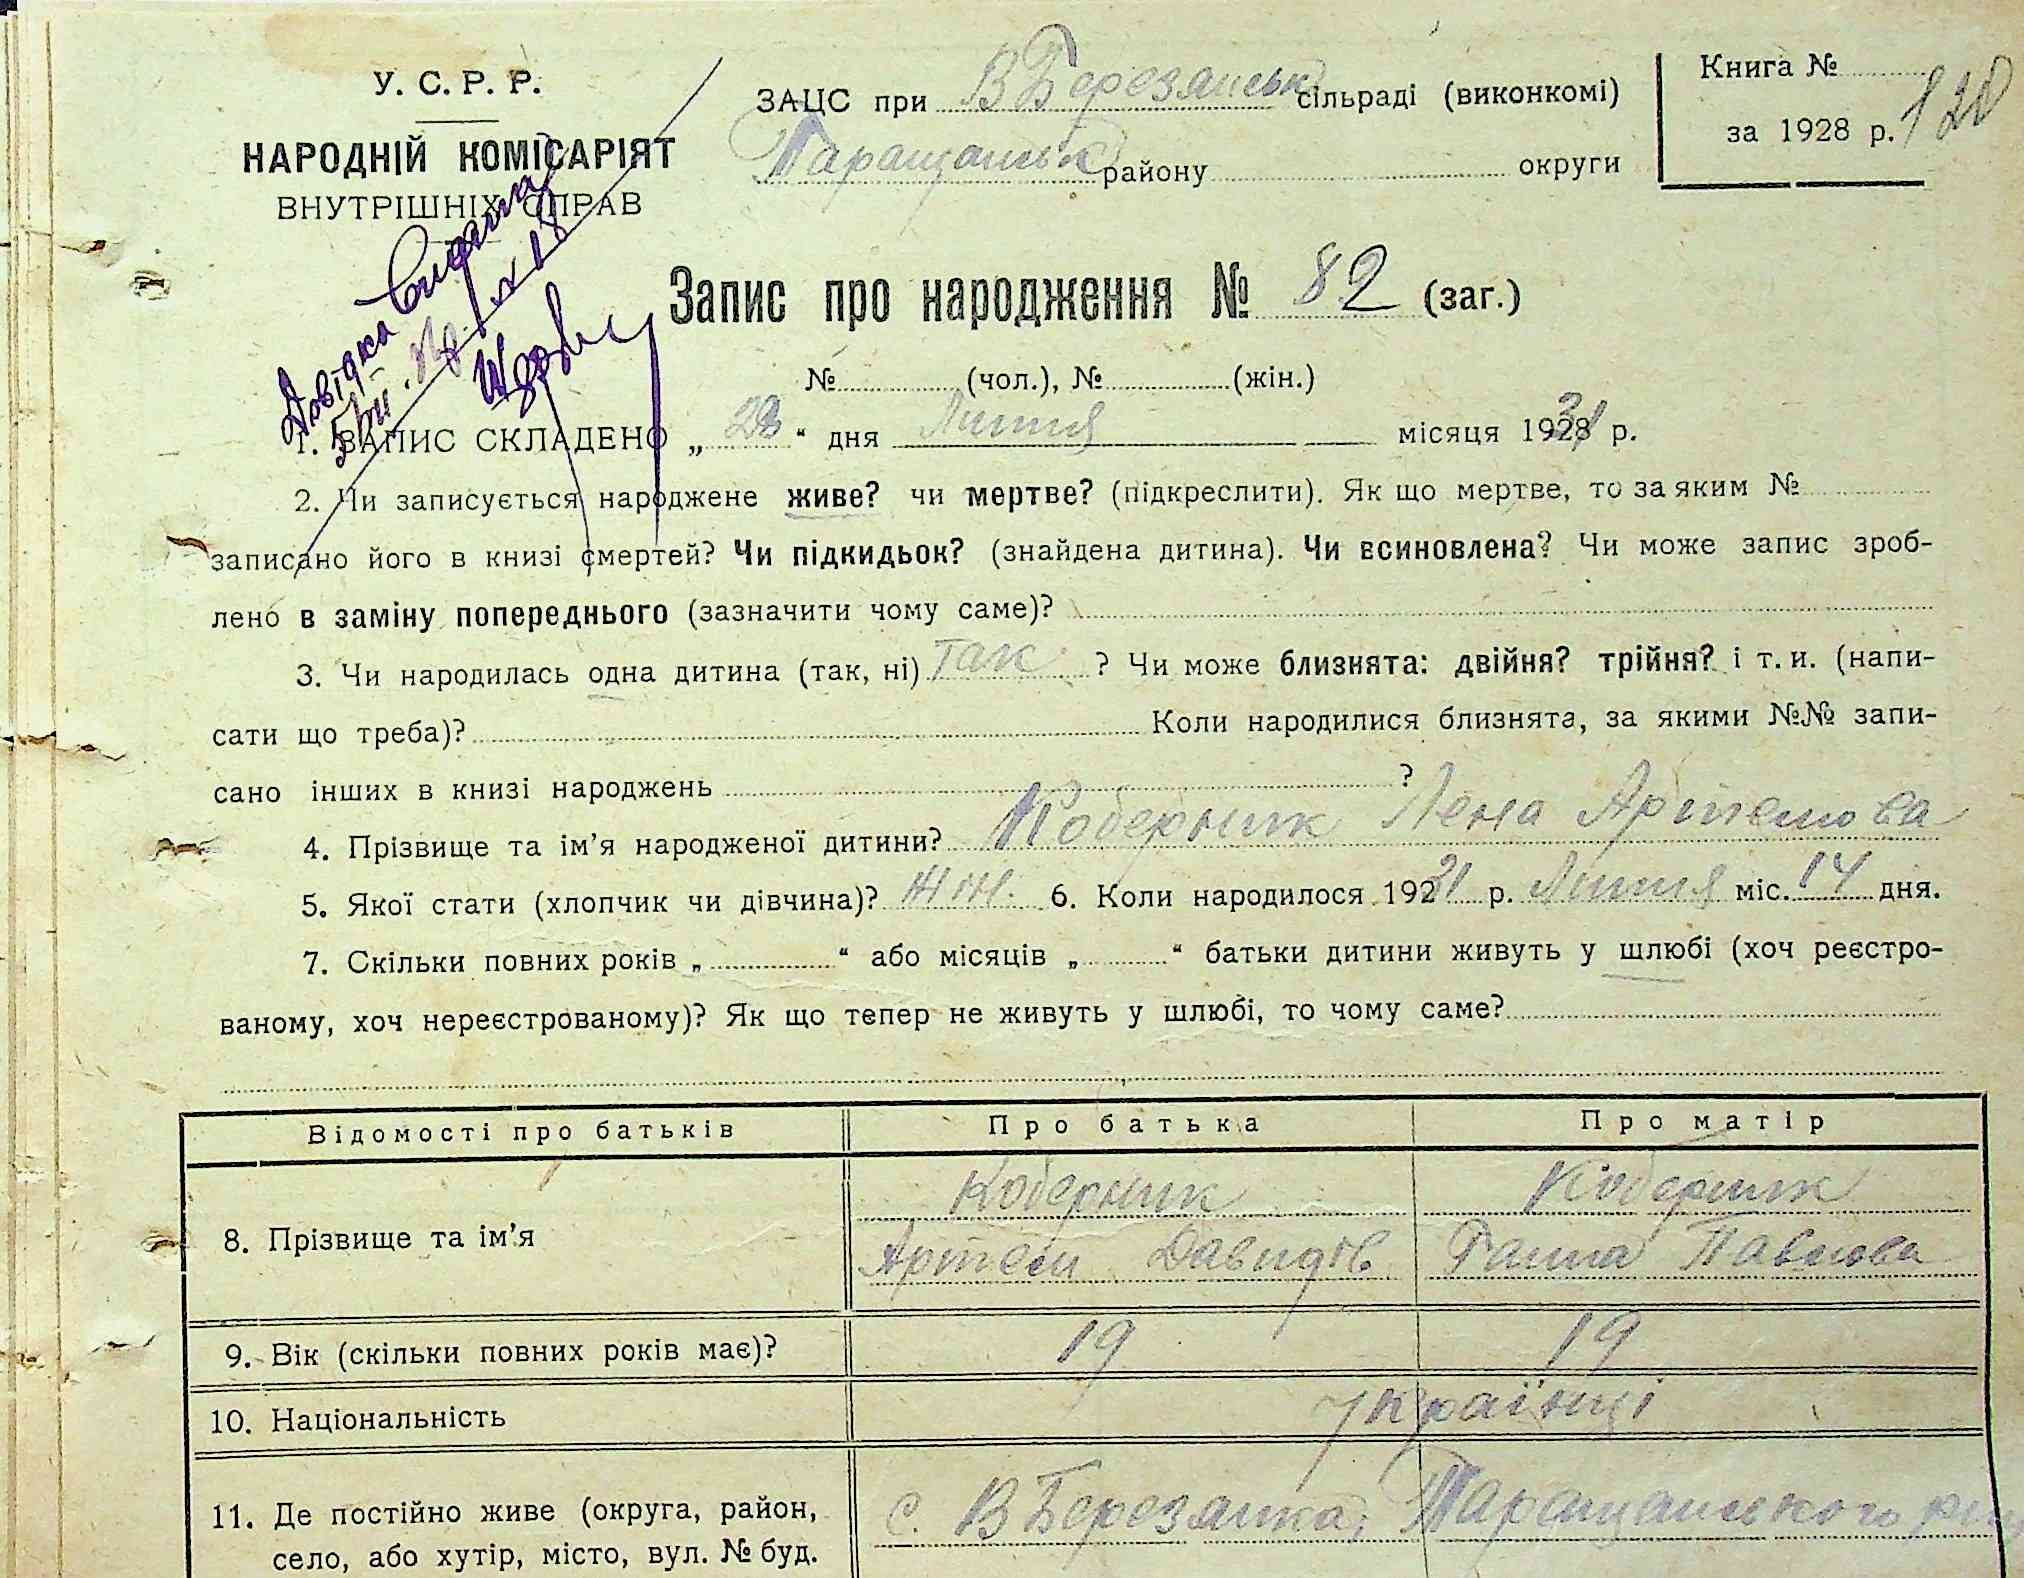 У. С. Р. Р.
НАРОДНІЙ КОМІСАРІЯТ
ВНУТРІШНІХ СПРАВ
ЗАЦС при В Березанськ сільраді (виконкомі)
Таращанськ району округи
Книга №
за 1928 р. 120
Довідка
Запис про народження № 82 (заг.)
№ (чол.), № (жін.)
1. ЗАПИС СКЛАДЕНО „ 28 “ дня Липня місяця 1931 р.
2. Чи записується народжене живе? чи мертве? (підкреслити). Як що мертве, то за яким №
записано його в книзі смертей? Чи підкидьок? (знайдена дитина). Чи всиновлена? Чи може запис зроб-
лено в заміну попереднього (зазначити чому саме)?
3. Чи народилась одна дитина (так, ні) так ? Чи може близнята: двійня? трійня? і т. и. (напи-
сати що треба)? Коли народилися близнята, за якими №№ запи-
сано інших в книзі народжень ?
4. Прізвище та ім’я народженої дитини? Коберник Лена Артемова
5. Якої стати (хлопчик чи дівчина)? жін. 6. Коли народилося 1931 р. Липня міс. 14 дня.
7. Скільки повних років „ “ або місяців „ “ батьки дитини живуть у шлюбі (хоч реєстро-
ваному, хоч нереєстрованому)? Як що тепер не живуть у шлюбі, то чому саме?
Відомості про батьків Про батька Про матір
8. Прізвище та ім’я Коберник Коберник
Артем Давидів. Ганна Павлова
9. Вік (скільки повних років має)? 19 19
10. Національність Українці
11. Де постійно живе (округа, район, с. В Березанка, Таращанського
село, або хутір, місто, вул. № буд.